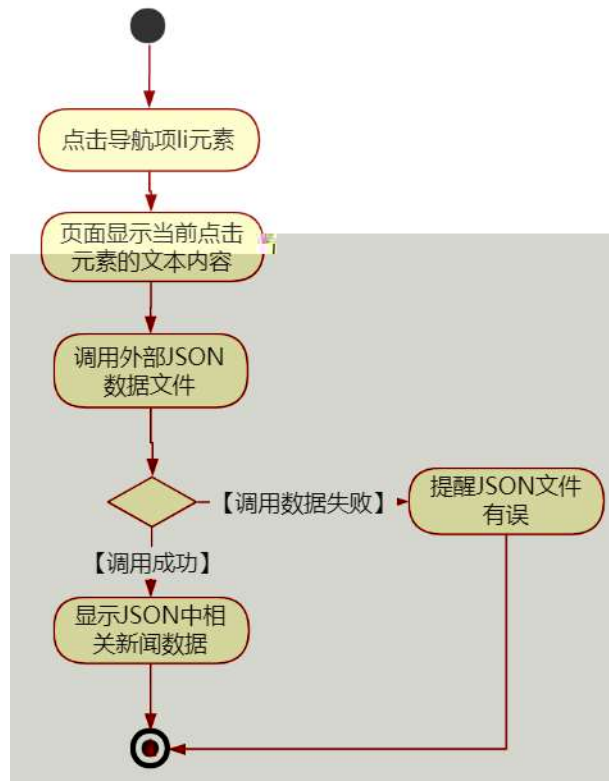 点击导航项li元素
页面显示当前点击
元素的文本内容
调用外部JSON
数据文件
【调用数据失败】
提醒JSON文件
有误
【调用成功】
显示JSON中相
关新闻数据